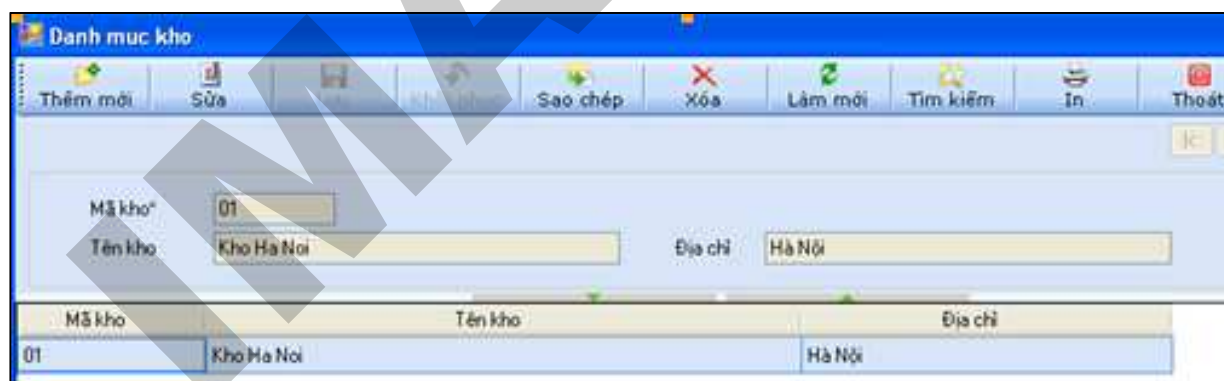 Danh muc kho
Thêm mới Sửa Sao chép Xóa Làm mới Tìm kiếm In Thoát
Mã kho* 01
Tên kho Kho Ha Noi Địa chỉ Hà Nội
Mã kho Tên kho Địa chỉ
01 Kho Ha Noi Hà Nội